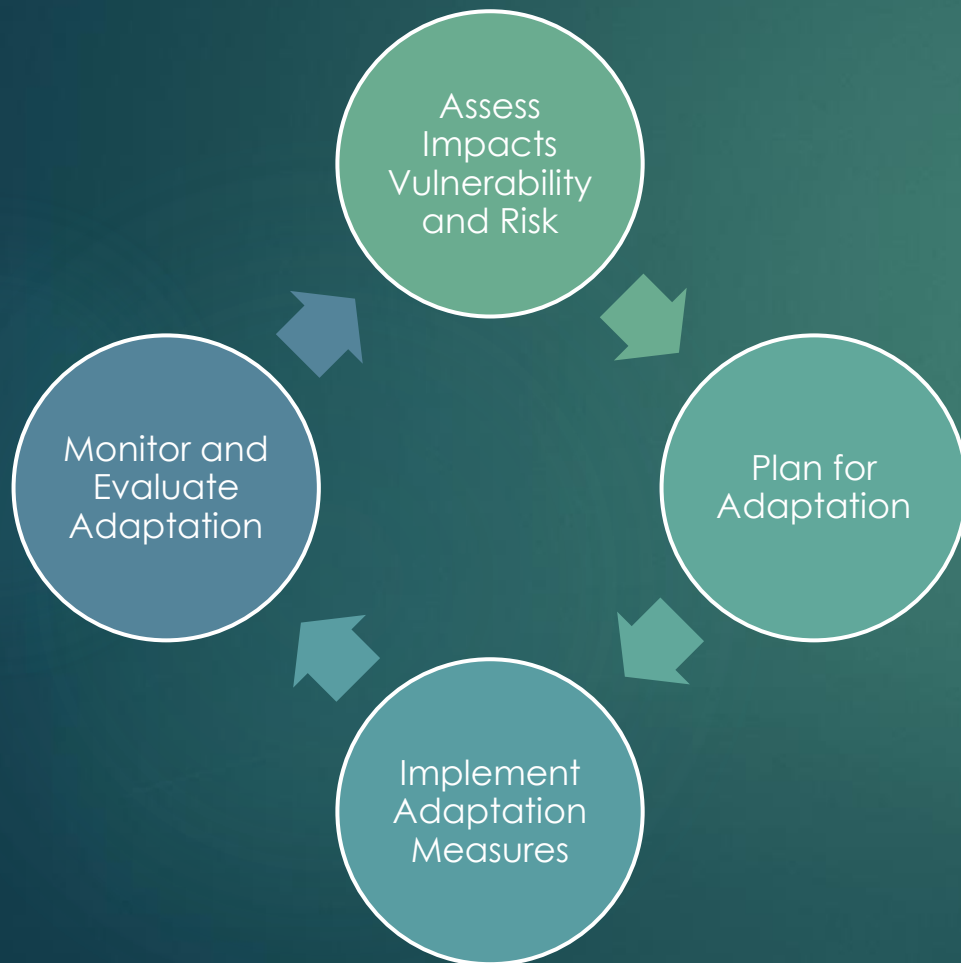 Assess
Impacts
Vulnerability
and Risk
Plan for
Adaptation
Implement
Adaptation
Measures
Monitor and
Evaluate
Adaptation